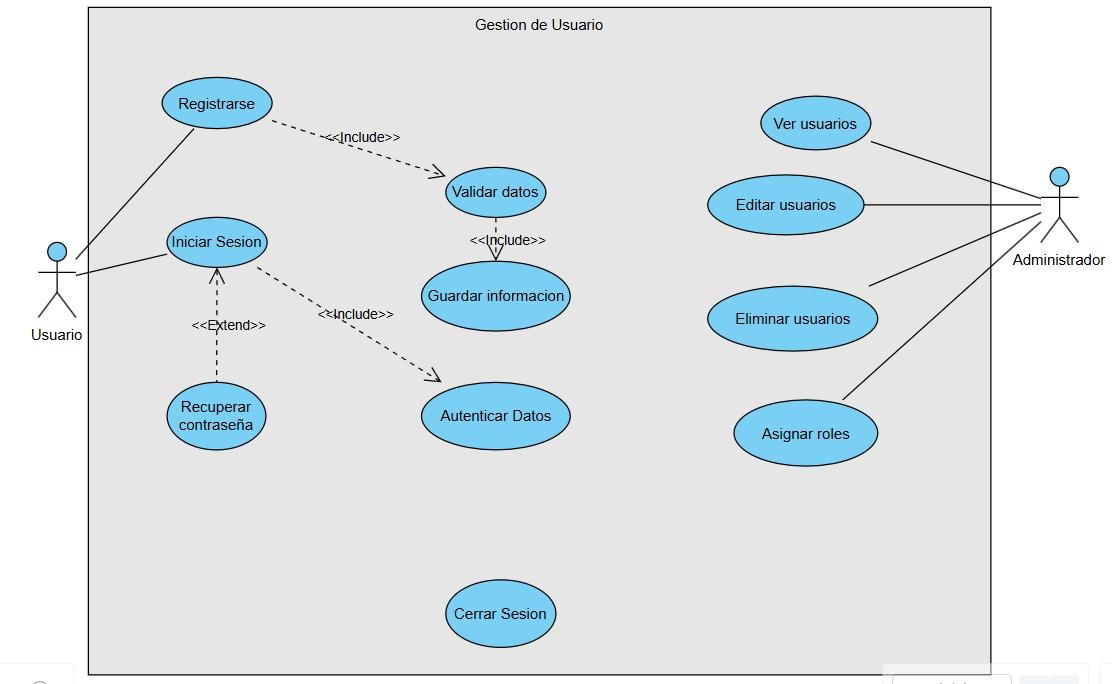 Gestion de Usuario
Registrarse
<<Include>>
Ver usuarios
Validar datos
Editar usuarios
Iniciar Sesion
<<Include>>
Administrador
Guardar informacion
<<Include>>
<<Extend>>
Usuario
Eliminar usuarios
Recuperar
contraseña
Autenticar Datos
Asignar roles
Cerrar Sesion